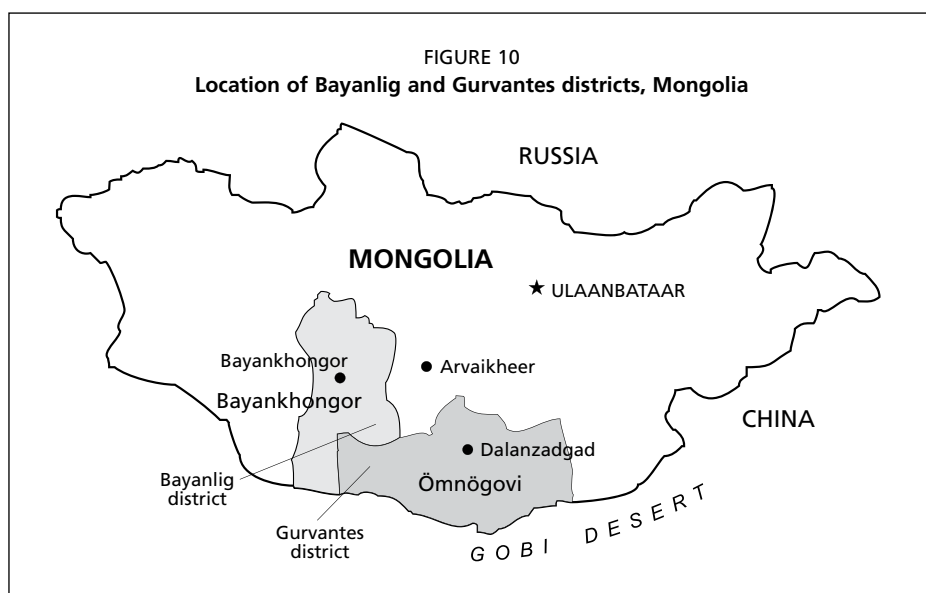 FIGURE 10
Location of Bayanlig and Gurvantes districts, Mongolia
RUSSIA
MONGOLIA
ULAANBATAAR
Bayankhongor
Arvaikheer
Bayankhongor
CHINA
Dalanzadgad
Bayanlig
district
Ömnögovi
Gurvantes
district
GOBI DESERT